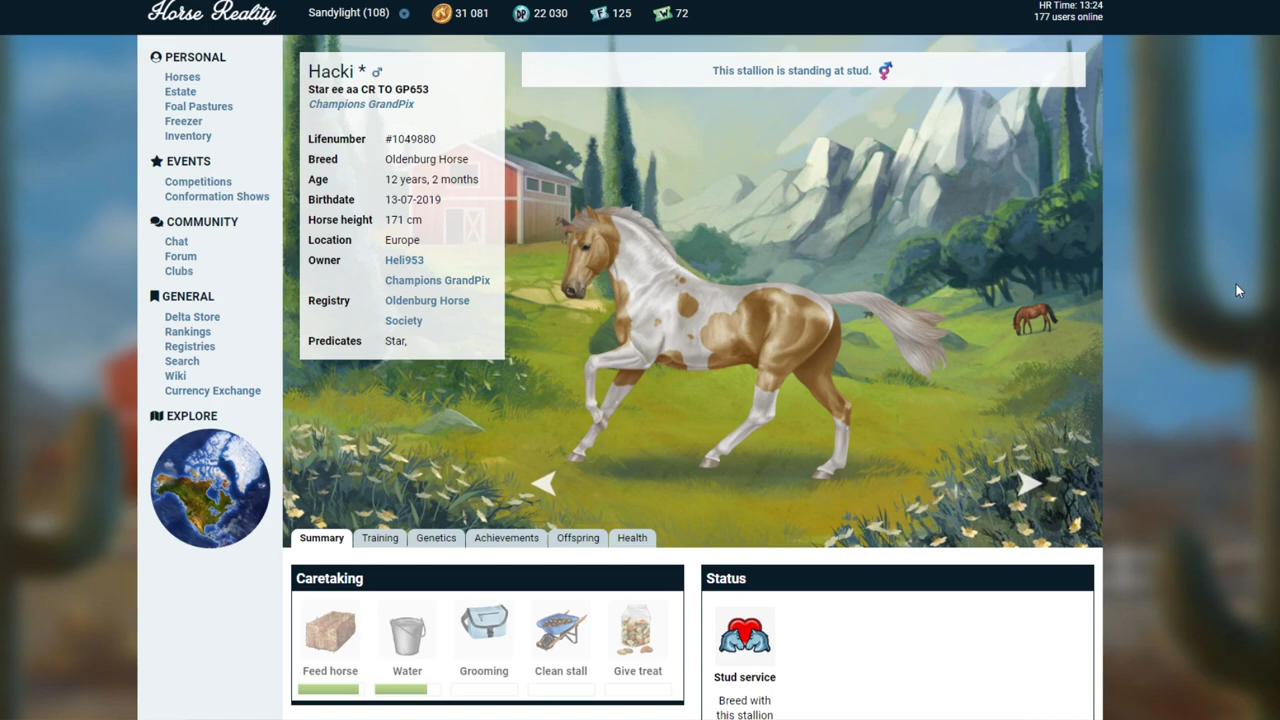 Horse Reality
Sandylight (108)
31 081
22 030
125
72
HR Time: 13:24
177 users online
PERSONAL
Horses
Estate
Foal Pastures
Freezer
Inventory
EVENTS
Competitions
Conformation Shows
COMMUNITY
Chat
Forum
Clubs
GENERAL
Delta Store
Rankings
Registries
Search
Wiki
Currency Exchange
EXPLORE
Hacki * ♂
Star ee aa CR TO GP653
Champions GrandPix
Lifenumber #1049880
Breed Oldenburg Horse
Age 12 years, 2 months
Birthdate 13-07-2019
Horse height 171 cm
Location Europe
Owner Heli953
Champions GrandPix
Registry Oldenburg Horse
Society
Predicates Star,
This stallion is standing at stud.
Summary Training Genetics Achievements Offspring Health
Caretaking
Feed horse Water Grooming Clean stall Give treat
Status
Stud service
Breed with
this stallion